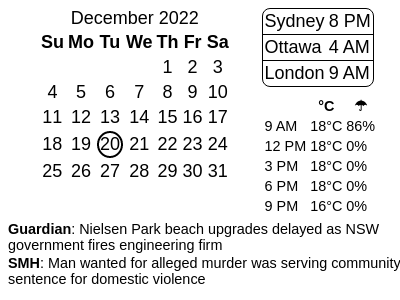 December 2022
Su Mo Tu We Th Fr Sa
1 2 3
4 5 6 7 8 9 10
11 12 13 14 15 16 17
18 19 20 21 22 23 24
25 26 27 28 29 30 31
Sydney 8 PM
Ottawa 4 AM
London 9 AM
°C ☂
9 AM 18°C 86%
12 PM 18°C 0%
3 PM 18°C 0%
6 PM 18°C 0%
9 PM 16°C 0%
Guardian: Nielsen Park beach upgrades delayed as NSW
government fires engineering firm
SMH: Man wanted for alleged murder was serving community
sentence for domestic violence